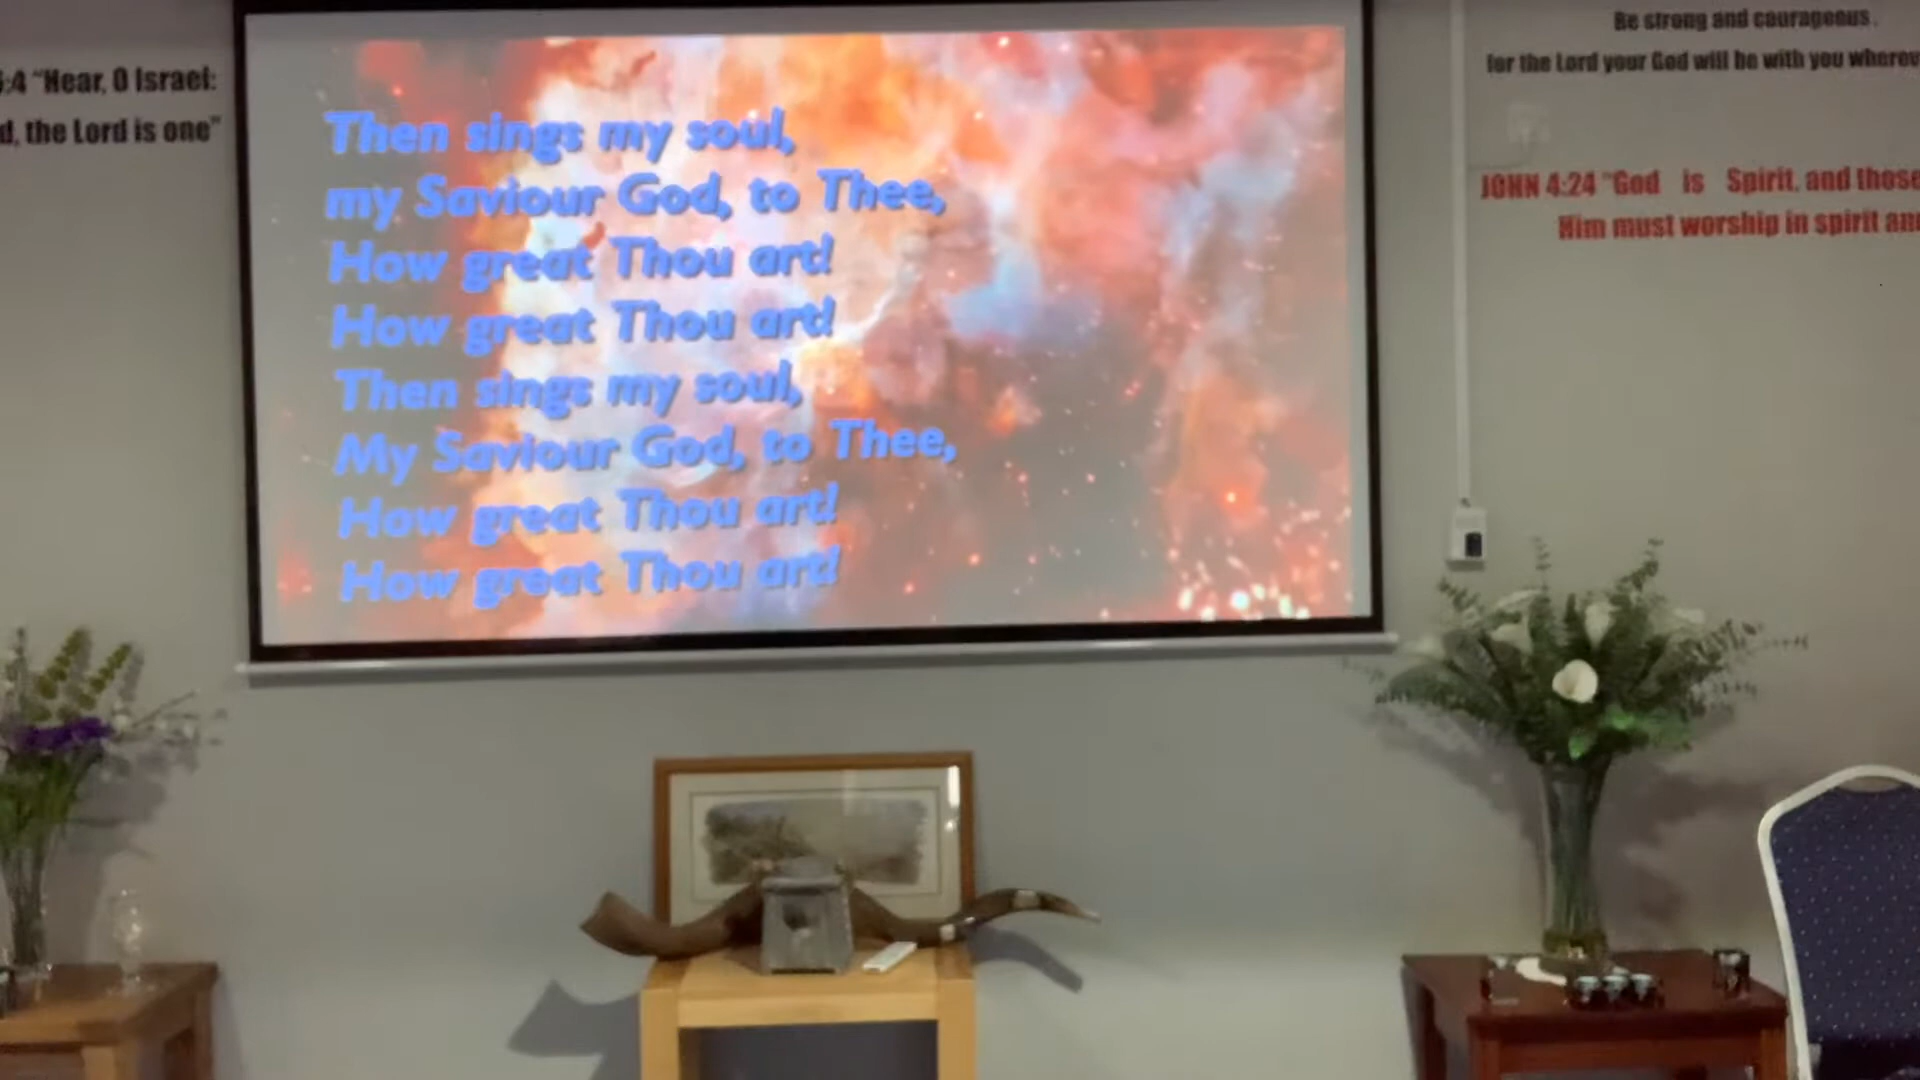 :4 "Hear, O Israel:
d, the Lord is one"
Then sings my soul,
my Saviour God, to Thee,
How great Thou art!
How great Thou art!
Then sings my soul,
My Saviour God, to Thee,
How great Thou art!
How great Thou art!
Be strong and courageous.
for the Lord your God will be with you
JOHN 4:24 "God is Spirit, and those
Him must worship in spirit and